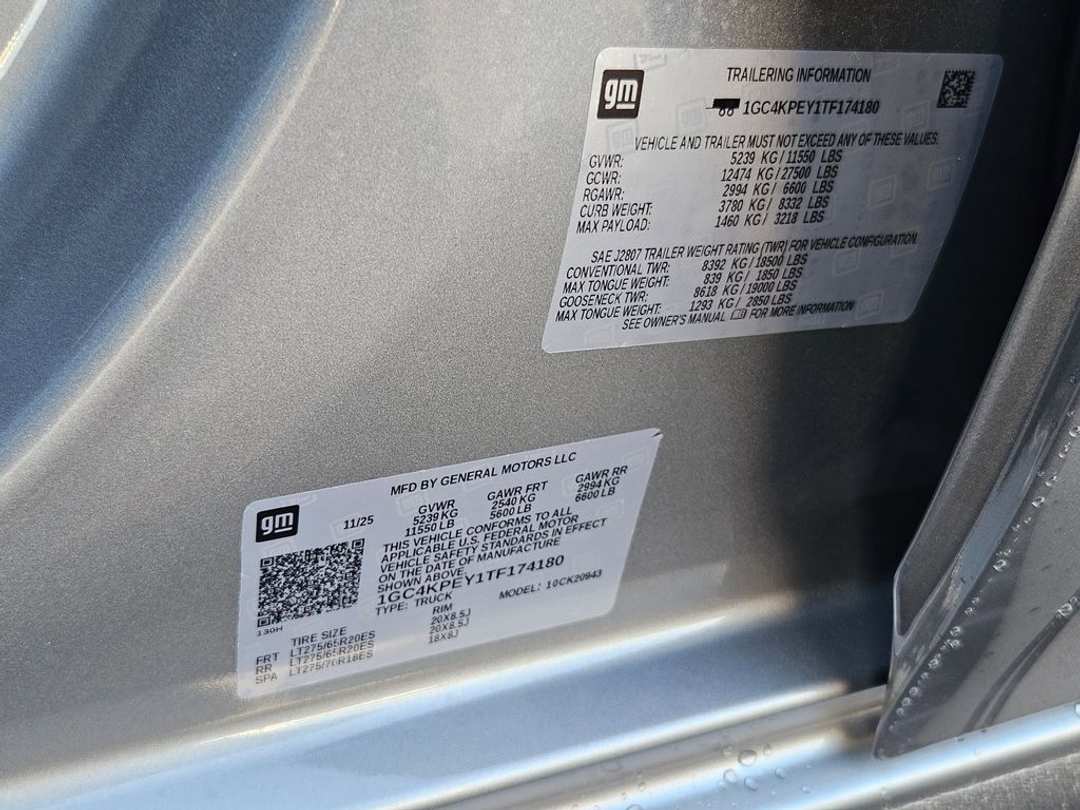 gm
TRAILERING INFORMATION
1GC4KPEY1TF174180
VEHICLE AND TRAILER MUST NOT EXCEED ANY OF THESE VALUES.
GVWR: 5239 KG/11550 LBS
GCWR: 12474 KG/27500 LBS
RGAWR: 2994 KG/ 6600 LBS
CURB WEIGHT: 3780 KG/ 8332 LBS
MAX PAYLOAD: 1460 KG/ 3218 LBS
SAE J2807 TRAILER WEIGHT RATING (TWR) FOR VEHICLE CONFIGURATION.
CONVENTIONAL TWR: 8392 KG/18500 LBS
MAX TONGUE WEIGHT: 839 KG/ 1850 LBS
GOOSENECK TWR: 8618 KG/19000 LBS
MAX TONGUE WEIGHT: 1293 KG/ 2850 LBS
SEE OWNER'S MANUAL FOR MORE INFORMATION
MFD BY GENERAL MOTORS LLC
gm
11/25
GVWR GAWR FRT GAWR RR
5239 KG 2540 KG 2994 KG
11550 LB 5600 LB 6600 LB
THIS VEHICLE CONFORMS TO ALL
APPLICABLE U.S. FEDERAL MOTOR
VEHICLE SAFETY STANDARDS IN EFFECT
ON THE DATE OF MANUFACTURE
SHOWN ABOVE.
1GC4KPEY1TF174180
TYPE: TRUCK MODEL: 10CK20943
130H
TIRE SIZE RIM
FRT LT275/65R20ES 20X8.5J
RR LT275/65R20ES 20X8.5J
SPA LT275/70R18ES 18X8J